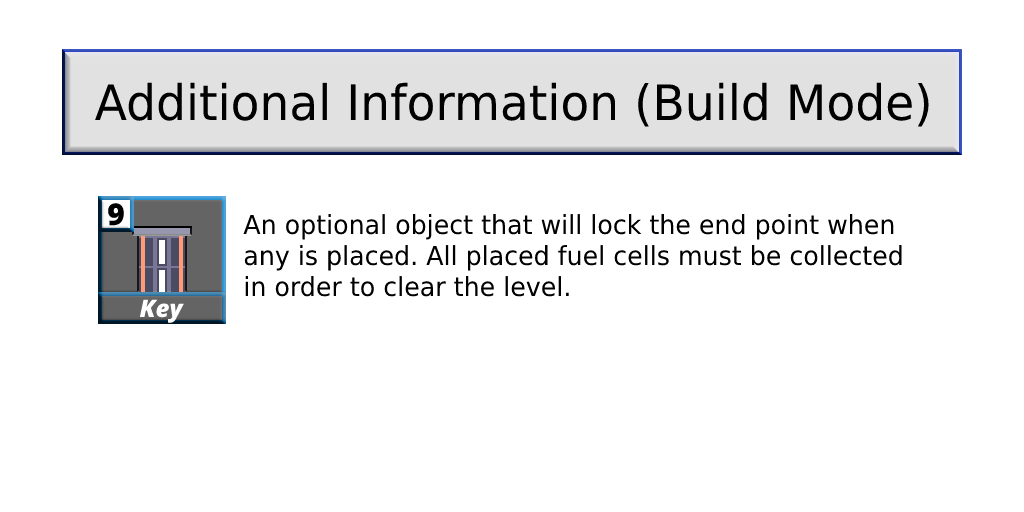 Additional Information (Build Mode)
9
Key
An optional object that will lock the end point when
any is placed. All placed fuel cells must be collected
in order to clear the level.